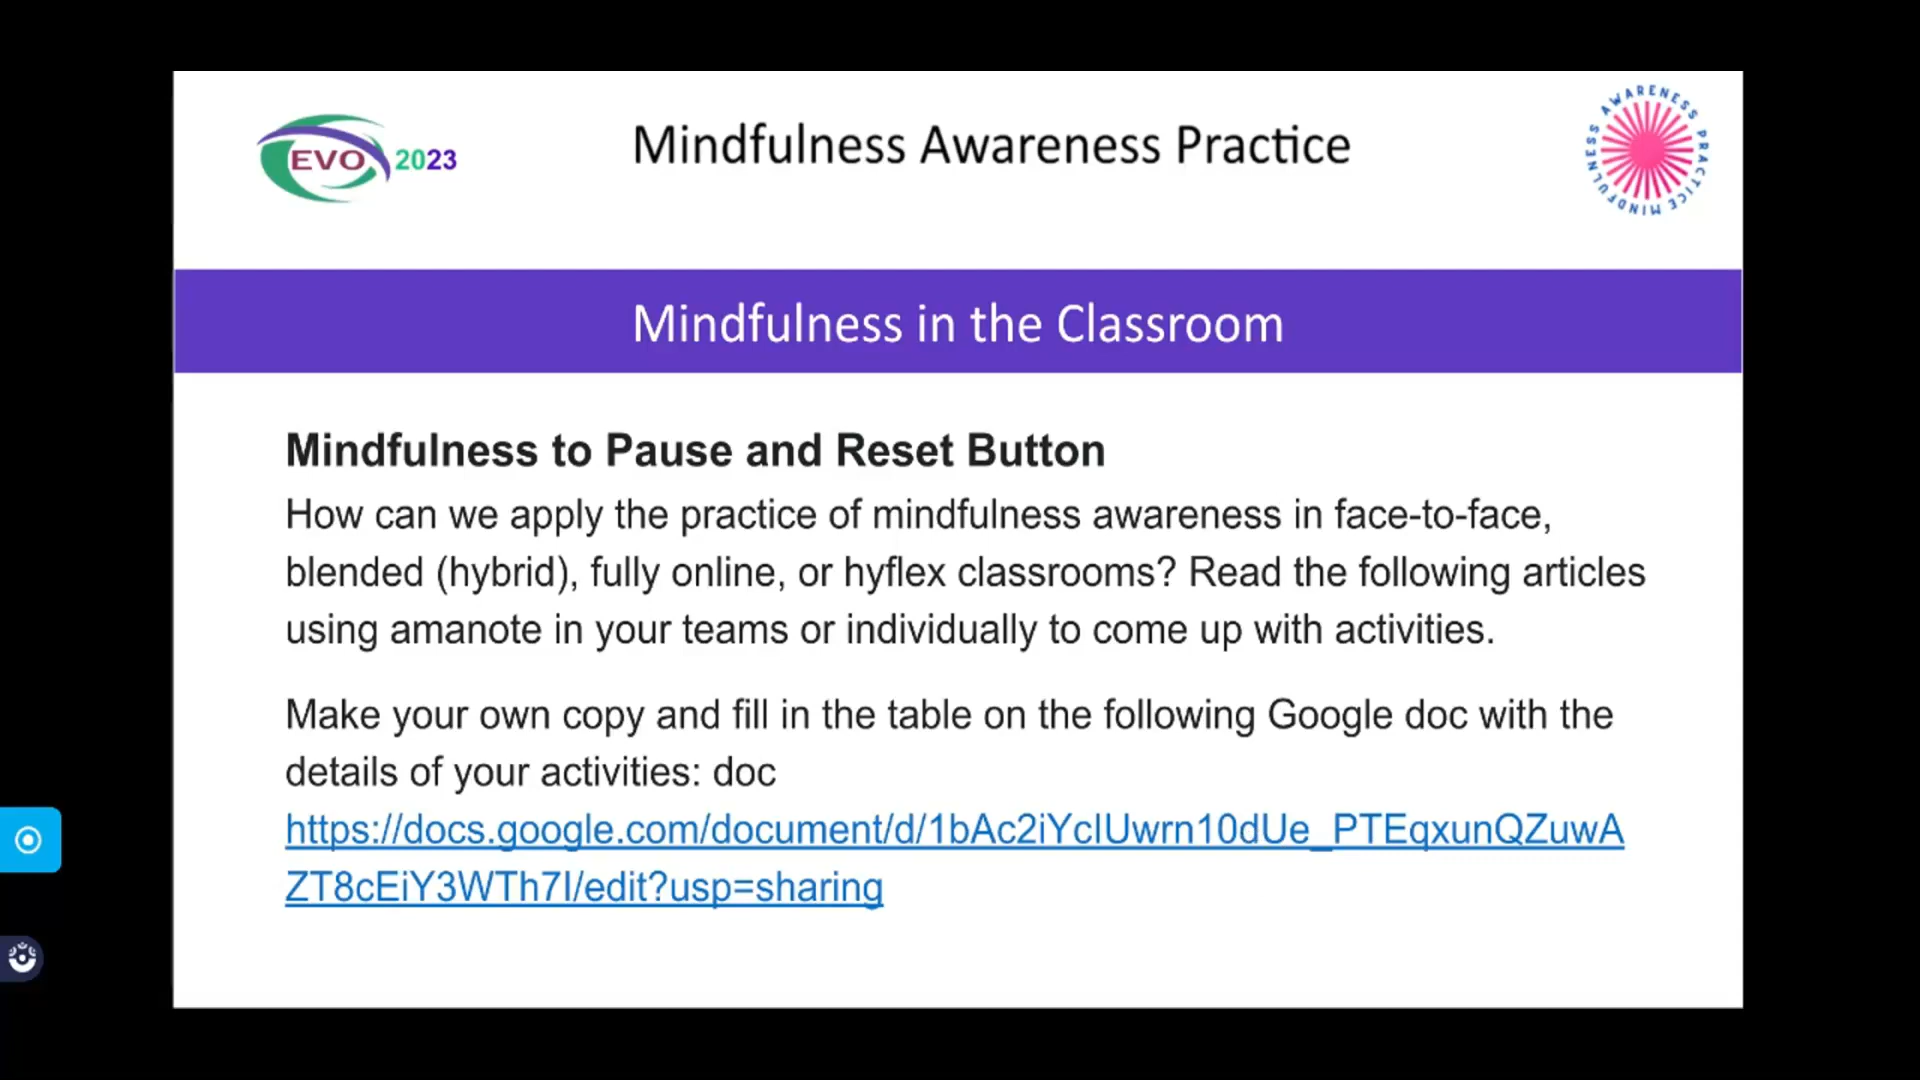 EVO 2023
Mindfulness Awareness Practice
MINDFULNESS AWARENESS PRACTICE
Mindfulness in the Classroom
Mindfulness to Pause and Reset Button
How can we apply the practice of mindfulness awareness in face-to-face,
blended (hybrid), fully online, or hyflex classrooms? Read the following articles
using amanote in your teams or individually to come up with activities.
Make your own copy and fill in the table on the following Google doc with the
details of your activities: doc
https://docs.google.com/document/d/1bAc2iYcIUwrn10dUe_PTEqxunQZuwA
ZT8cEiY3WTh7I/edit?usp=sharing